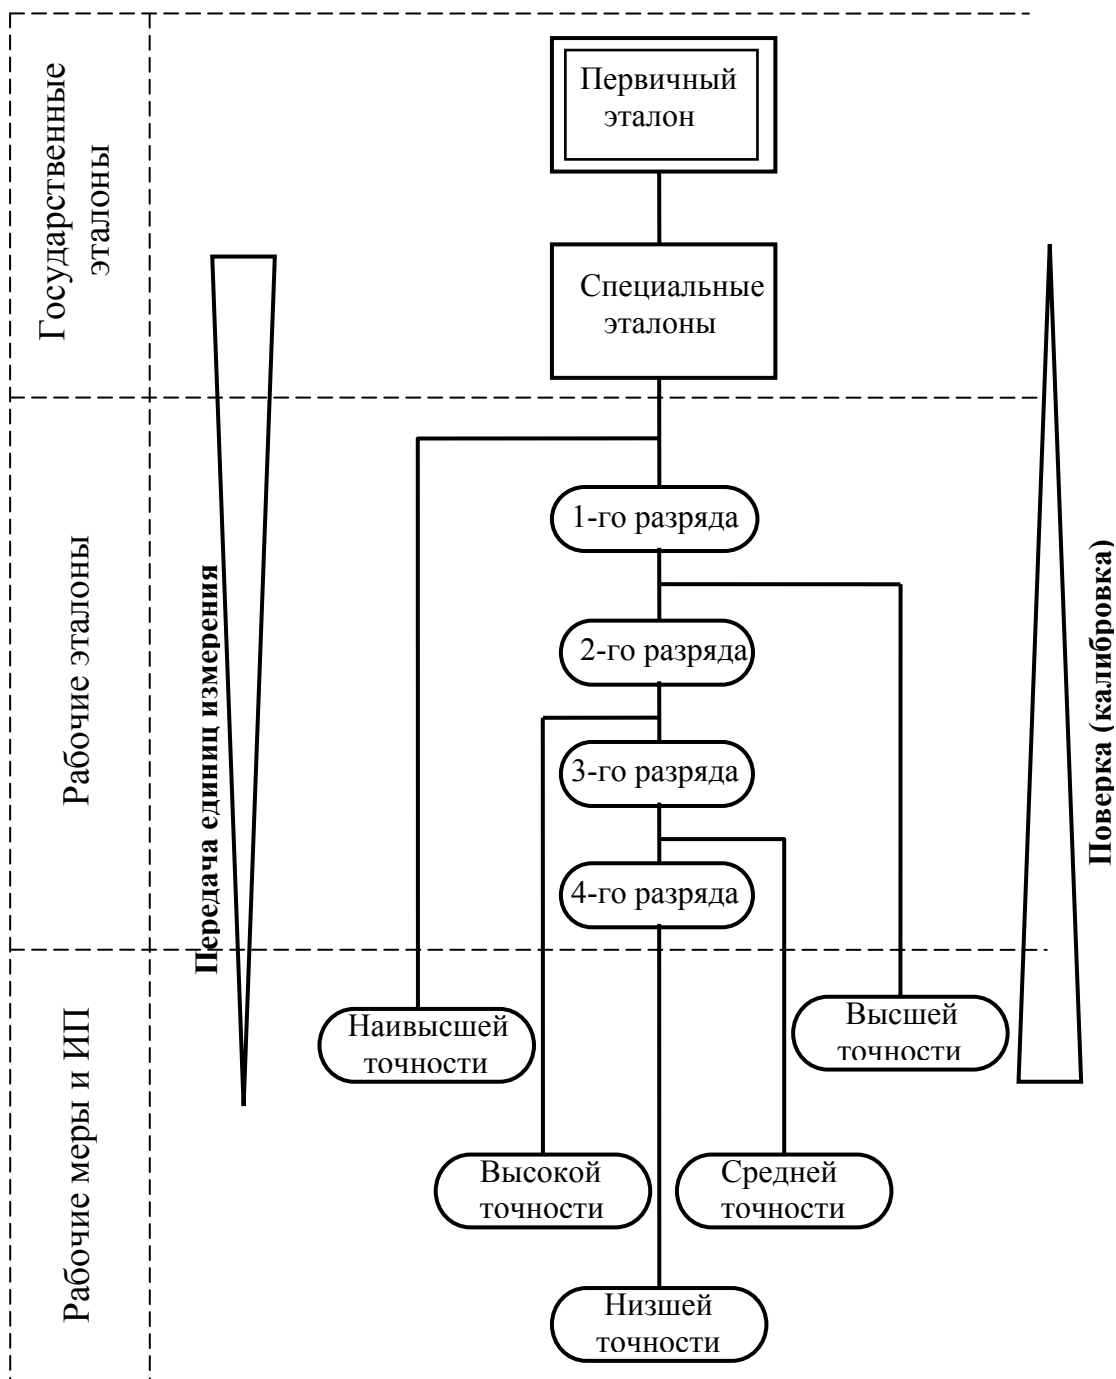 Государственные
эталоны
Первичный
эталон
Специальные
эталоны
Рабочие эталоны
Передача единиц измерения
1-го разряда
2-го разряда
3-го разряда
4-го разряда
Поверка (калибровка)
Рабочие меры и ИП
Наивысшей
точности
Высшей
точности
Высокой
точности
Средней
точности
Низшей
точности